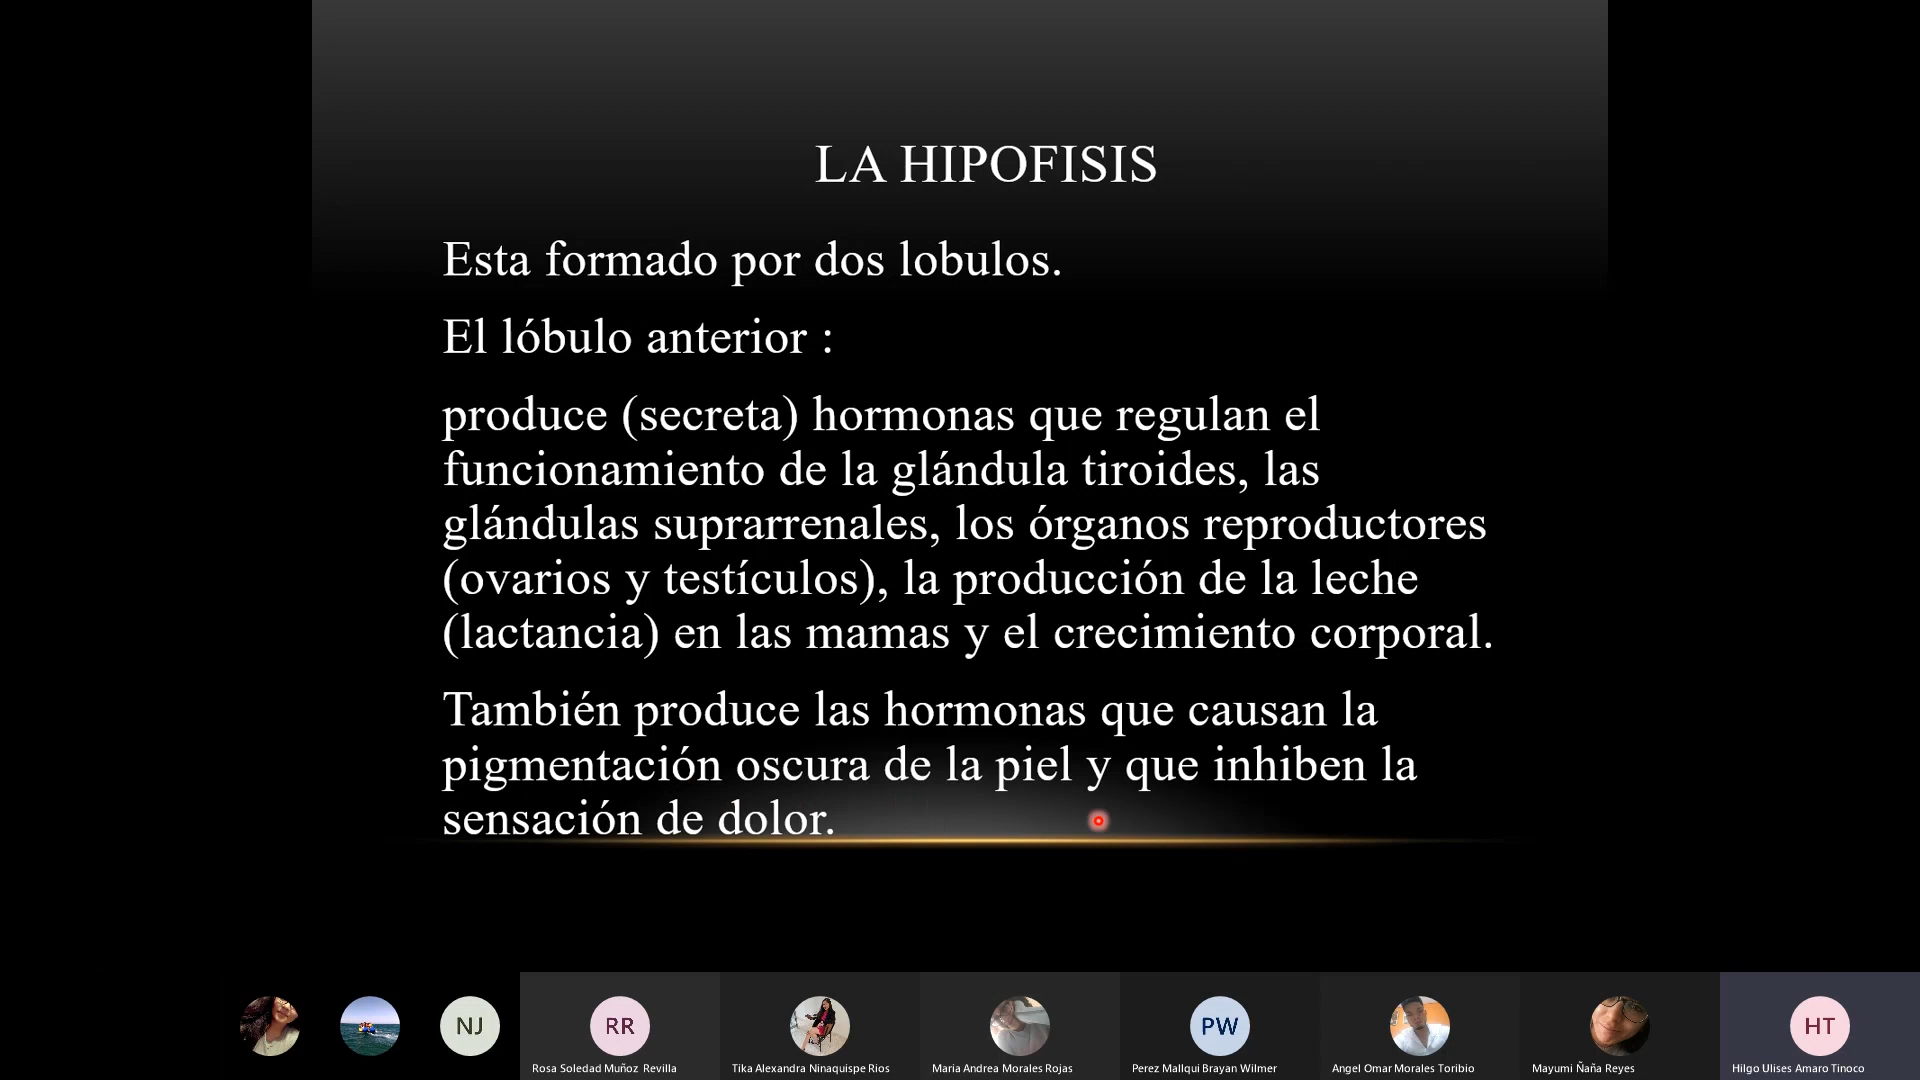 LA HIPOFISIS
Esta formado por dos lobulos.
El lóbulo anterior :
produce (secreta) hormonas que regulan el
funcionamiento de la glándula tiroides, las
glándulas suprarrenales, los órganos reproductores
(ovarios y testículos), la producción de la leche
(lactancia) en las mamas y el crecimiento corporal.
También produce las hormonas que causan la
pigmentación oscura de la piel y que inhiben la
sensación de dolor.
NJ
RR
PW
HT
Rosa Soledad Muñoz Revilla
Tika Alexandra Ninaquispe Rios
Maria Andrea Morales Rojas
Perez Mallqui Brayan Wilmer
Angel Omar Morales Toribio
Mayumi Ñaña Reyes
Hilgo Ulises Amaro Tinoco